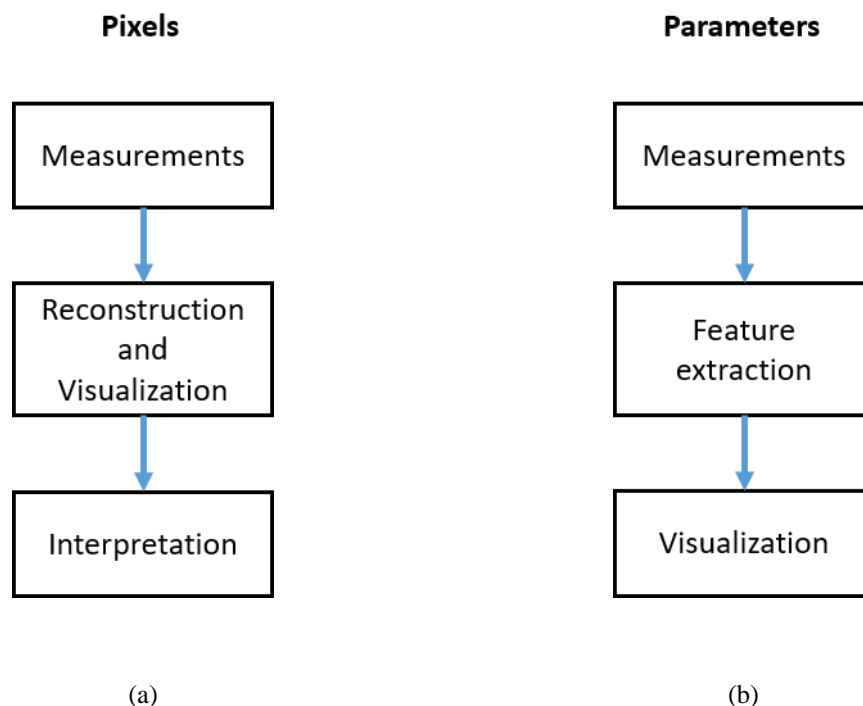 Pixels
Measurements
Reconstruction
and
Visualization
Interpretation
(a)
Parameters
Measurements
Feature
extraction
Visualization
(b)